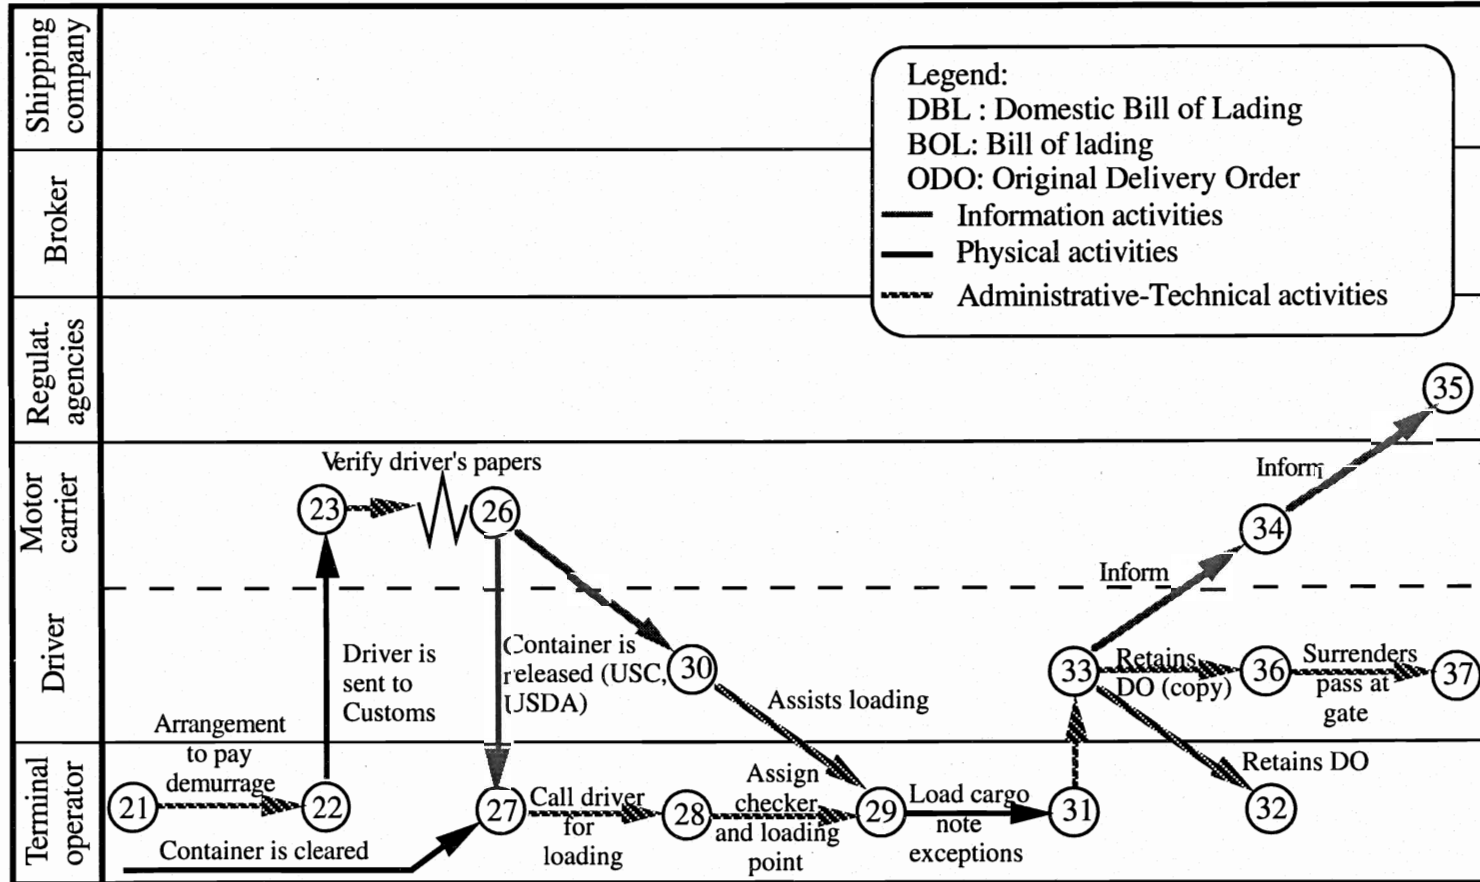 Shipping
company
Broker
Regulat.
agencies
Motor
carrier
Driver
Terminal
operator
Legend:
DBL : Domestic Bill of Lading
BOL: Bill of lading
ODO: Original Delivery Order
Information activities
Physical activities
Administrative-Technical activities
35
Verify driver's papers
Inform
23
26
34
Inform
Driver is
sent to
Customs
Container is
released (USC,
USDA)
30
33
Retains
DO (copy)
36
Surrenders
pass at
gate
37
Assists loading
Arrangement
to pay
demurrage
Retains DO
21
22
27
Call driver
for
loading
28
Assign
checker
and loading
point
29
Load cargo
note
exceptions
31
32
Container is cleared